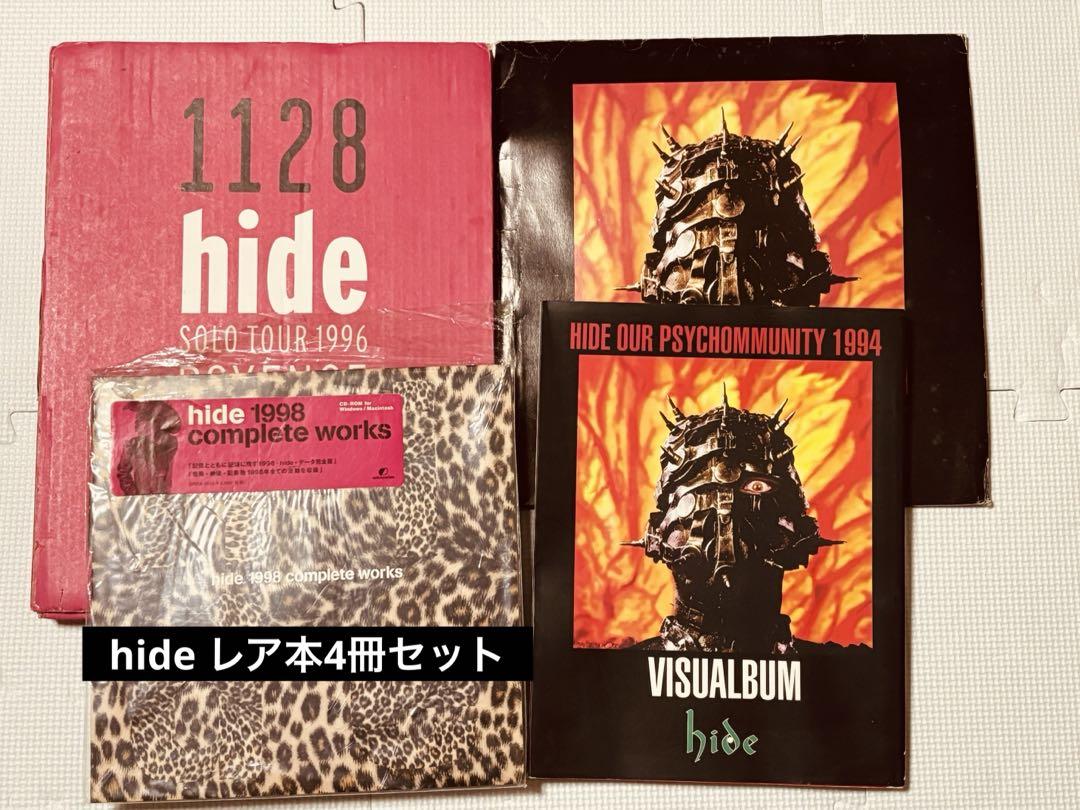 1128
hide
SOLO TOUR 1996
HIDE OUR PSYCHOMMUNITY 1994
VISUALBUM
hide
hide 1998
complete works
CD-ROM for
Windows / Macintosh
hide 1998 complete works
hide レア本4冊セット